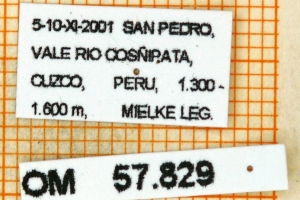 5-10-XI-2001 SAN PEDRO,
VALE RIO COSÑIPATA,
CUZCO, PERU, 1.300 -
1.600 m, MIELKE LEG.
OM 57.829